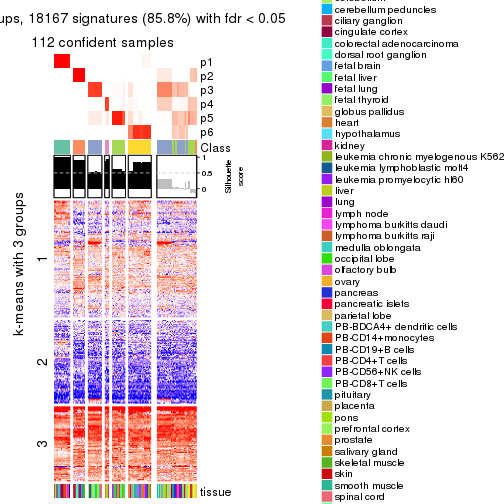 ups, 18167 signatures (85.8%) with fdr < 0.05
112 confident samples
p1
p2
p3
p4
p5
p6
Class
1
0.5
0
Silhouette
score
k-means with 3 groups
1
2
3
tissue
cerebellum peduncles
ciliary ganglion
cingulate cortex
colorectal adenocarcinoma
dorsal root ganglion
fetal brain
fetal liver
fetal lung
fetal thyroid
globus pallidus
heart
hypothalamus
kidney
leukemia chronic myelogenous K562
leukemia lymphoblastic molt4
leukemia promyelocytic hl60
liver
lung
lymph node
lymphoma burkitts daudi
lymphoma burkitts raji
medulla oblongata
occipital lobe
olfactory bulb
ovary
pancreas
pancreatic islets
parietal lobe
PB-BDCA4+ dendritic cells
PB-CD14+monocytes
PB-CD19+B cells
PB-CD4+T cells
PB-CD56+NK cells
PB-CD8+T cells
pituitary
placenta
pons
prefrontal cortex
prostate
salivary gland
skeletal muscle
skin
smooth muscle
spinal cord